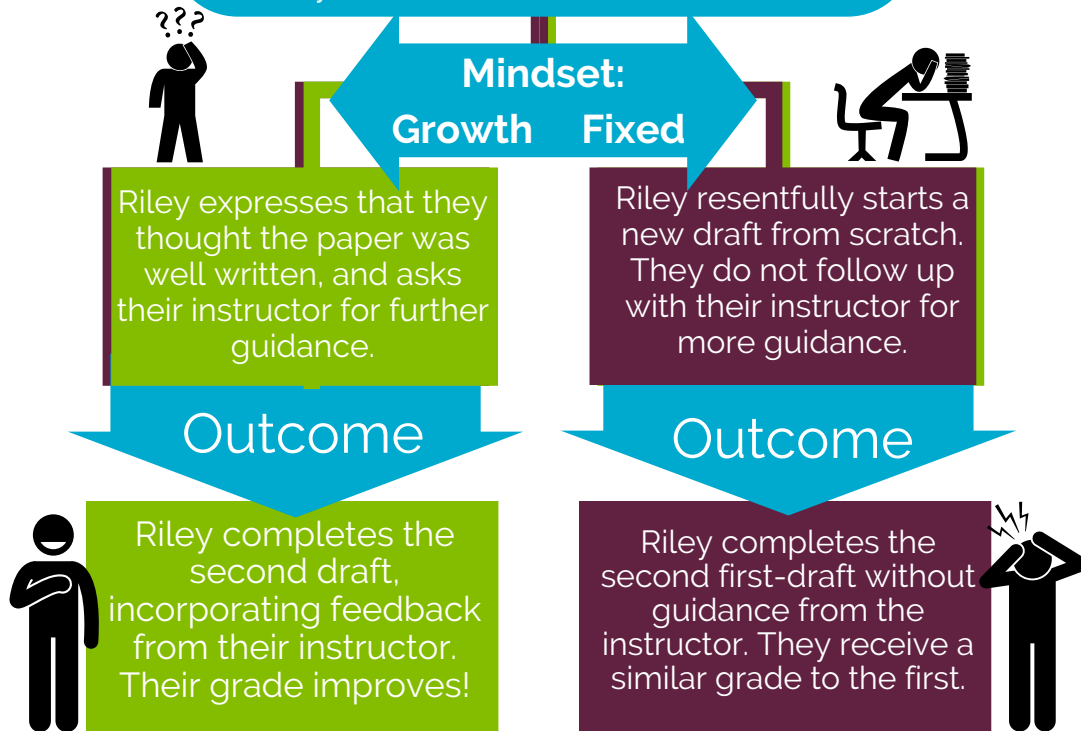 ???
Mindset:
Growth Fixed
Riley expresses that they
thought the paper was
well written, and asks
their instructor for further
guidance.
Riley resentfully starts a
new draft from scratch.
They do not follow up
with their instructor for
more guidance.
Outcome
Outcome
Riley completes the
second draft,
incorporating feedback
from their instructor.
Their grade improves!
Riley completes the
second first-draft without
guidance from the
instructor. They receive a
similar grade to the first.